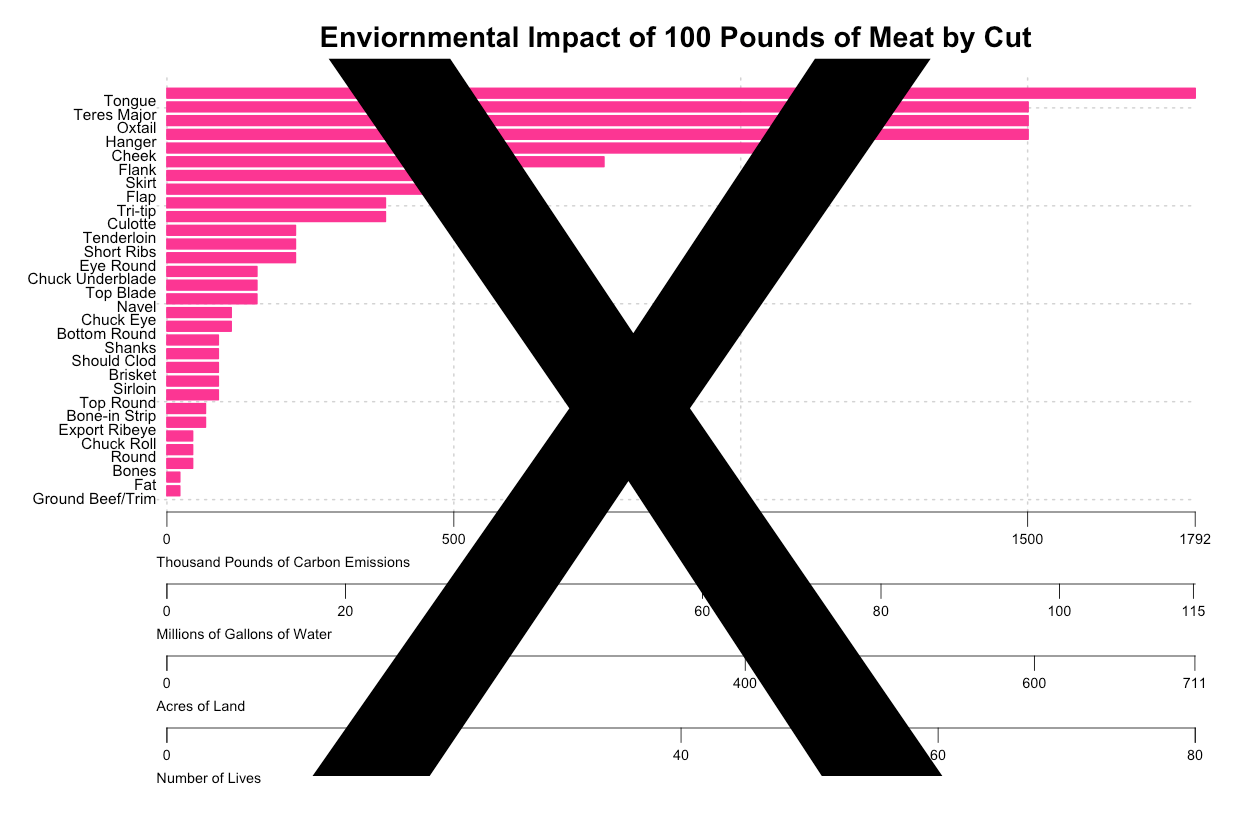 Enviornmental Impact of 100 Pounds of Meat by Cut
Tongue
Teres Major
Oxtail
Hanger
Cheek
Flank
Skirt
Flap
Tri-tip
Culotte
Tenderloin
Short Ribs
Eye Round
Chuck Underblade
Top Blade
Navel
Chuck Eye
Bottom Round
Shanks
Should Clod
Brisket
Sirloin
Top Round
Bone-in Strip
Export Ribeye
Chuck Roll
Round
Bones
Fat
Ground Beef/Trim
0 500 1500 1792
Thousand Pounds of Carbon Emissions
0 20 60 80 100 115
Millions of Gallons of Water
0 400 600 711
Acres of Land
0 40 60 80
Number of Lives